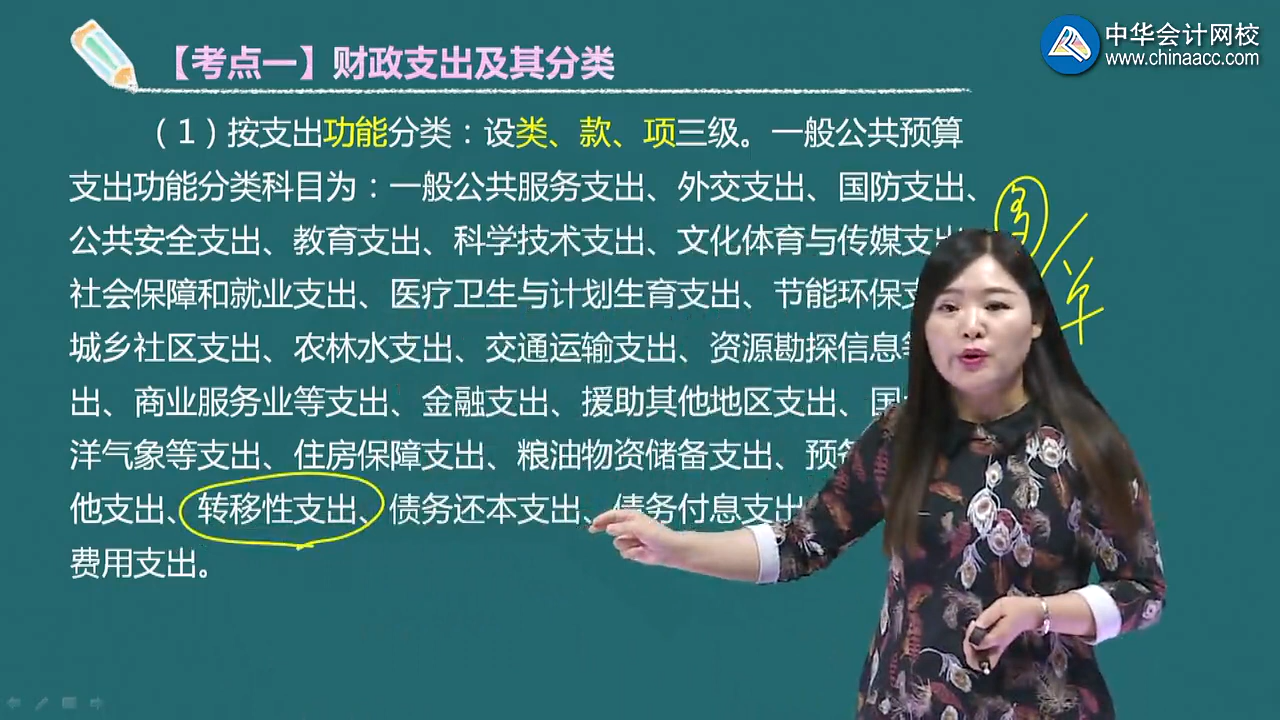 【考点一】财政支出及其分类
中华会计网校
www.chinaacc.com
（1）按支出功能分类：设类、款、项三级。一般公共预算
支出功能分类科目为：一般公共服务支出、外交支出、国防支出、
公共安全支出、教育支出、科学技术支出、文化体育与传媒支出
社会保障和就业支出、医疗卫生与计划生育支出、节能环保支
城乡社区支出、农林水支出、交通运输支出、资源勘探信息等
出、商业服务业等支出、金融支出、援助其他地区支出、国
洋气象等支出、住房保障支出、粮油物资储备支出、预备
他支出、转移性支出、债务还本支出、债务付息支出
费用支出。
多
单